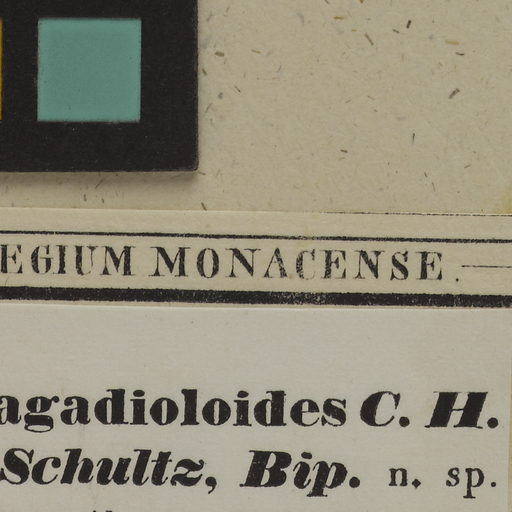 EGIUM MONACENSE
agadioloides C. H.
Schultz, Bip. n. sp.